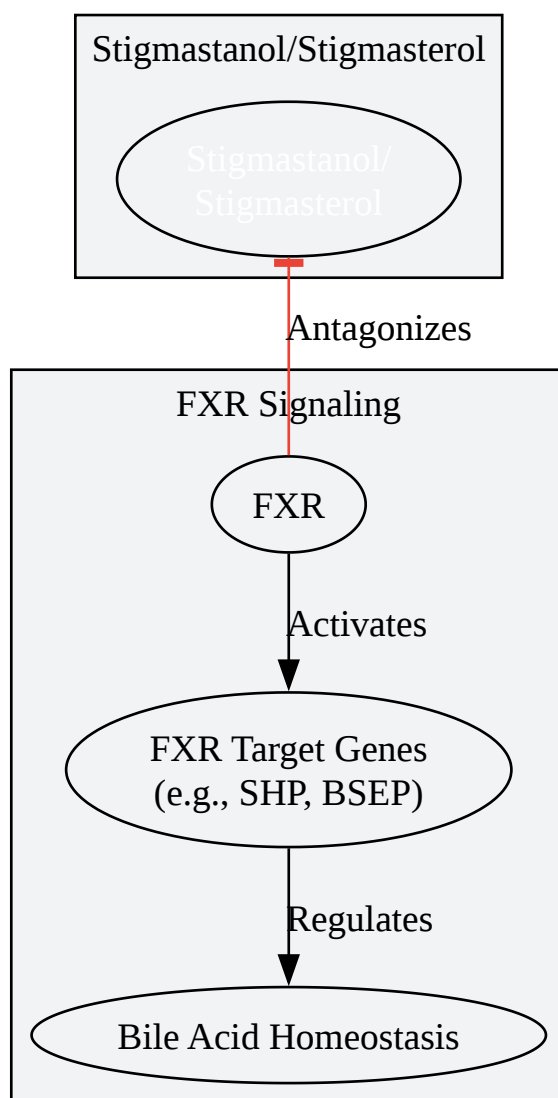 Stigmastanol/Stigmasterol
Stigmastanol/
Stigmasterol
Antagonizes
FXR Signaling
FXR
Activates
FXR Target Genes
(e.g., SHP, BSEP)
Regulates
Bile Acid Homeostasis